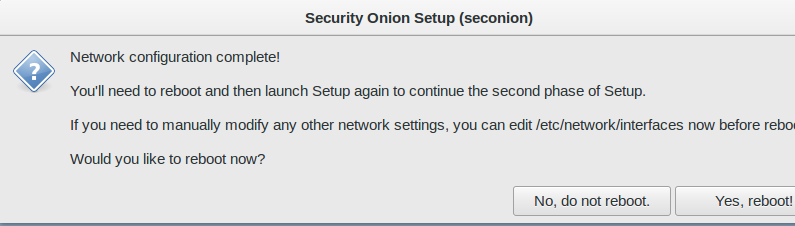 Security Onion Setup (seconion)
Network configuration complete!
You'll need to reboot and then launch Setup again to continue the second phase of Setup.
If you need to manually modify any other network settings, you can edit /etc/network/interfaces now before reboo
Would you like to reboot now?
No, do not reboot. Yes, reboot!